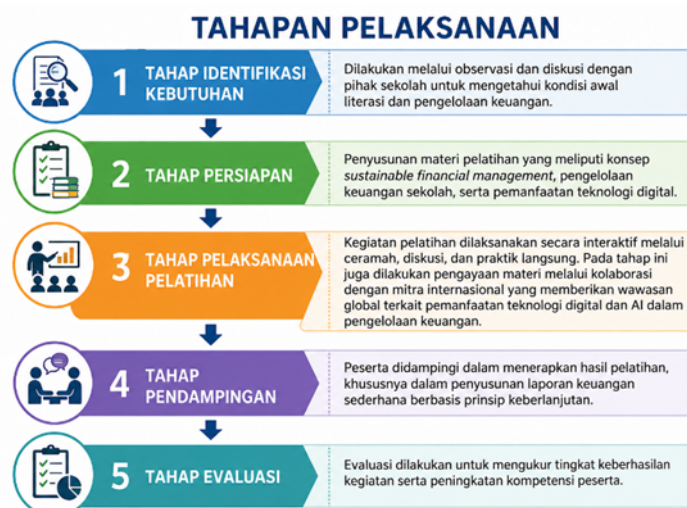 TAHAPAN PELAKSANAAN
1 TAHAP IDENTIFIKASI
KEBUTUHAN
Dilakukan melalui observasi dan diskusi dengan
pihak sekolah untuk mengetahui kondisi awal
literasi dan pengelolaan keuangan.
2 TAHAP PERSIAPAN
Penyusunan materi pelatihan yang meliputi konsep
sustainable financial management, pengelolaan
keuangan sekolah, serta pemanfaatan teknologi digital.
3 TAHAP PELAKSANAAN
PELATIHAN
Kegiatan pelatihan dilaksanakan secara interaktif melalui
ceramah, diskusi, dan praktik langsung. Pada tahap ini
juga dilakukan pengayaan materi melalui kolaborasi
dengan mitra internasional yang memberikan wawasan
global terkait pemanfaatan teknologi digital dan AI dalam
pengelolaan keuangan.
4 TAHAP
PENDAMPINGAN
Peserta didampingi dalam menerapkan hasil pelatihan,
khususnya dalam penyusunan laporan keuangan
sederhana berbasis prinsip keberlanjutan.
5 TAHAP EVALUASI
Evaluasi dilakukan untuk mengukur tingkat keberhasilan
kegiatan serta peningkatan kompetensi peserta.